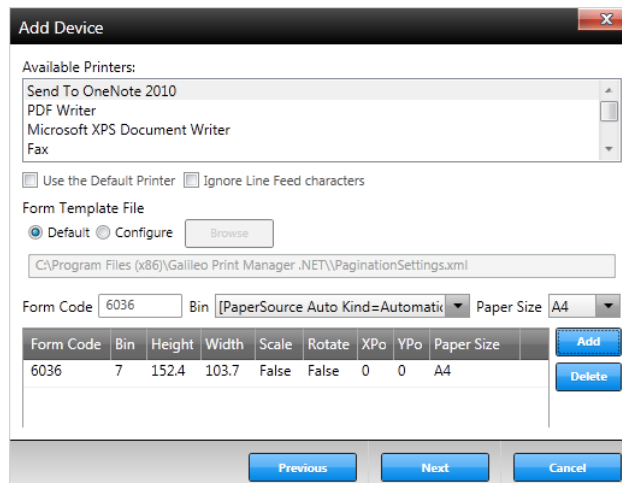 Add Device
X
Available Printers:
Send To OneNote 2010
PDF Writer
Microsoft XPS Document Writer
Fax
Use the Default Printer Ignore Line Feed characters
Form Template File
Default Configure Browse
C:\Program Files (x86)\Galileo Print Manager .NET\\PaginationSettings.xml
Form Code 6036 Bin [PaperSource Auto Kind=Automatic Paper Size A4
Form Code Bin Height Width Scale Rotate XPo YPo Paper Size Add
6036 7 152.4 103.7 False False 0 0 A4
Delete
Previous Next Cancel